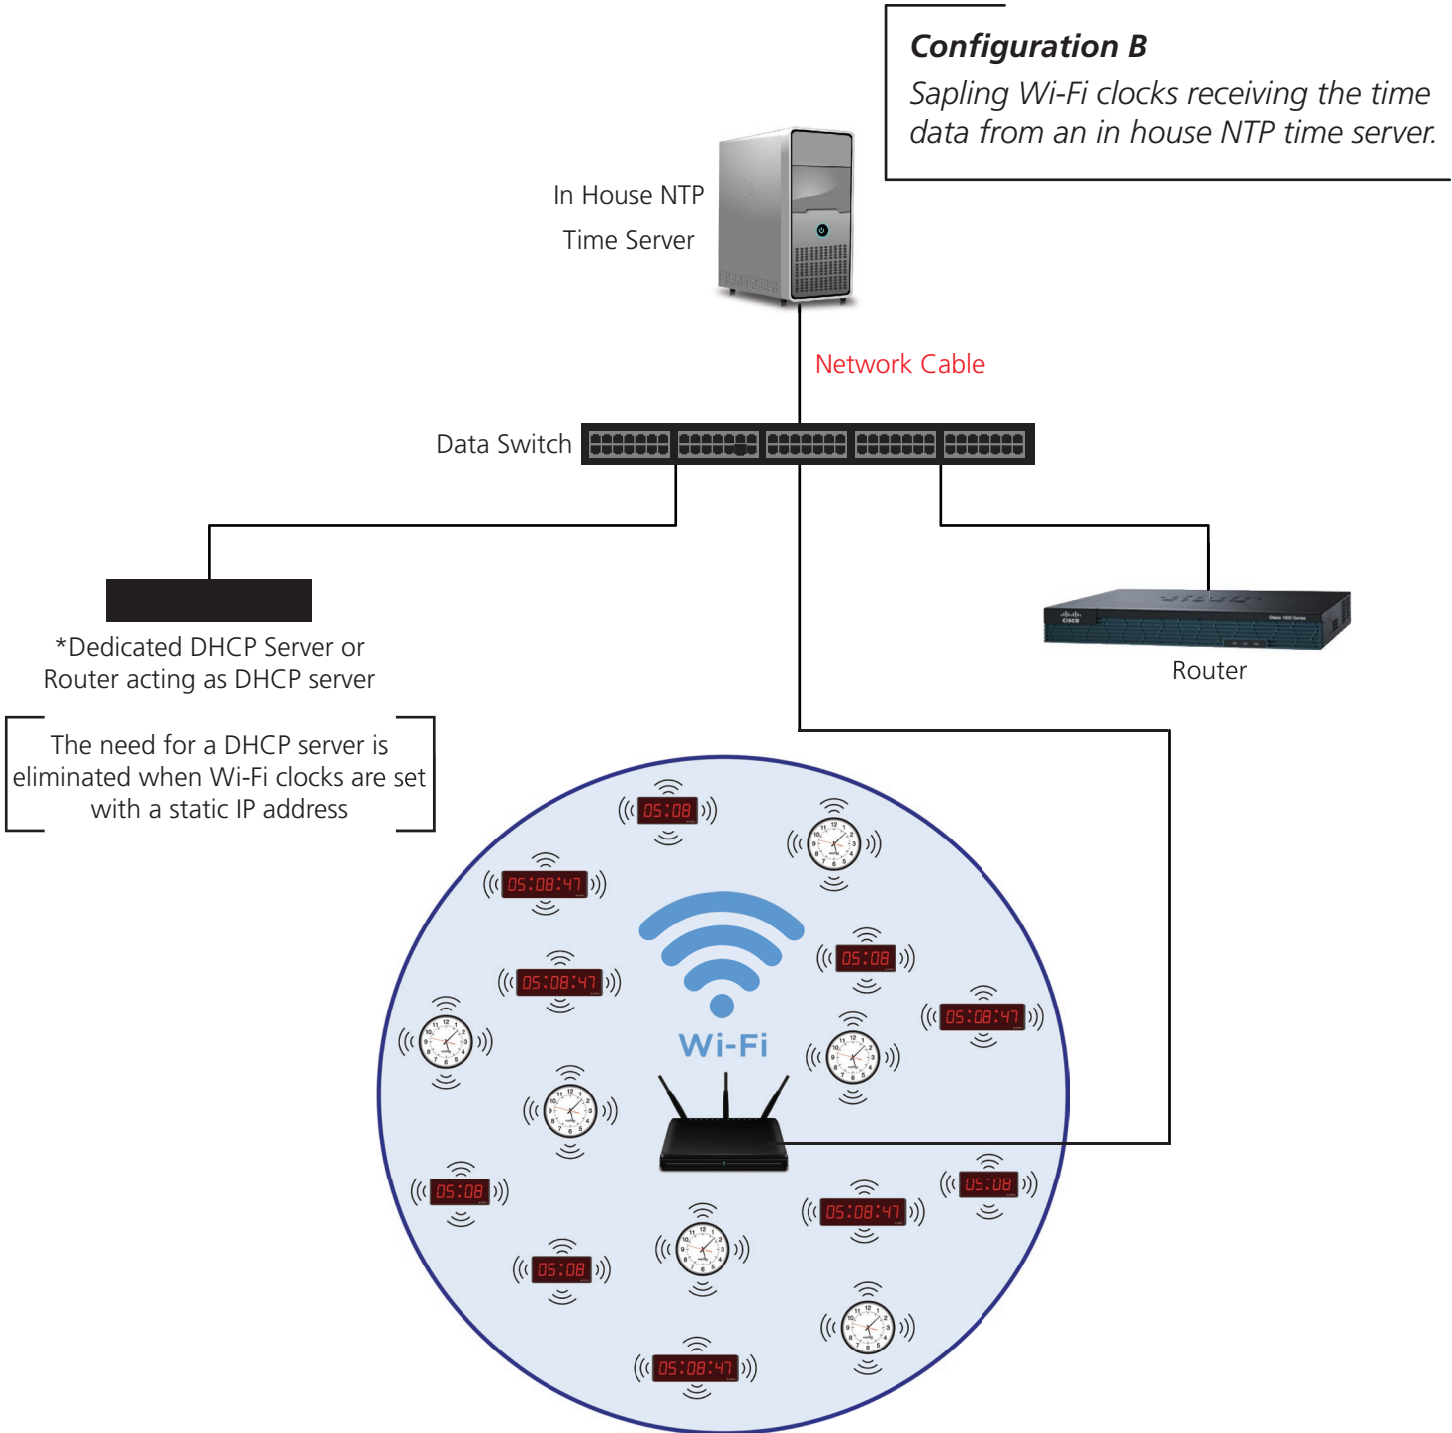 Configuration B
Sapling Wi-Fi clocks receiving the time
data from an in house NTP time server.
In House NTP
Time Server
Network Cable
Data Switch
*Dedicated DHCP Server or
Router acting as DHCP server
The need for a DHCP server is
eliminated when Wi-Fi clocks are set
with a static IP address
CISCO
Cisco 1900 Series
Router
05:08
05:08:47
05:08
05:08:47
05:08:47
Wi-Fi
05:08
05:08
05:08:47
05:08
05:08:47